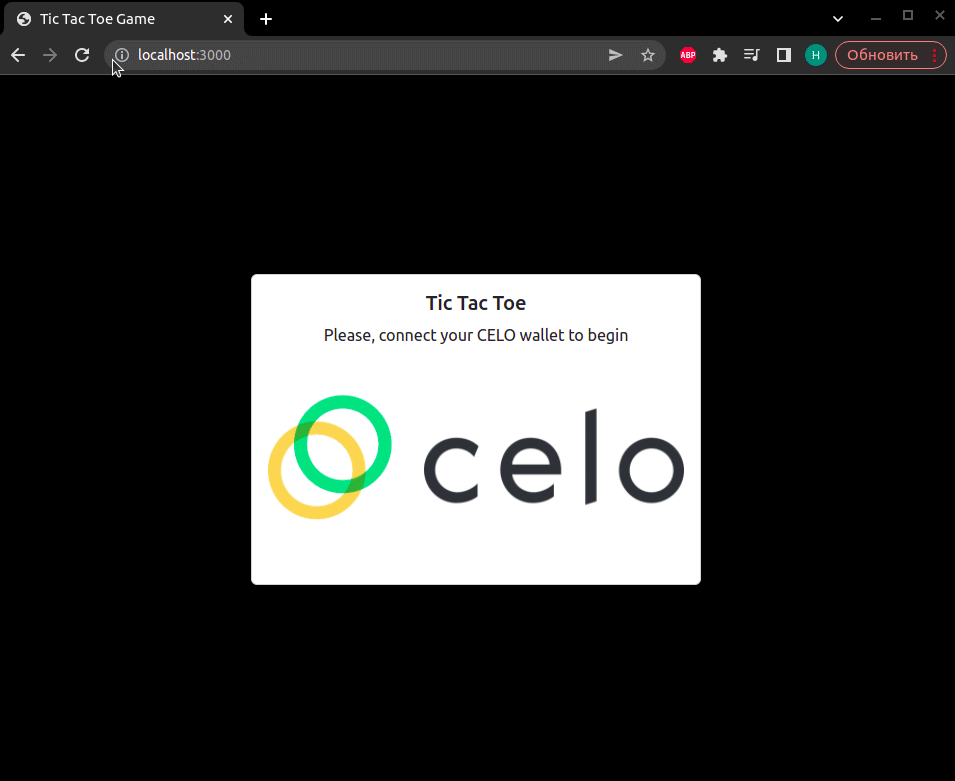 Tic Tac Toe Game
localhost:3000
ABP
H
Обновить
Tic Tac Toe
Please, connect your CELO wallet to begin
celo